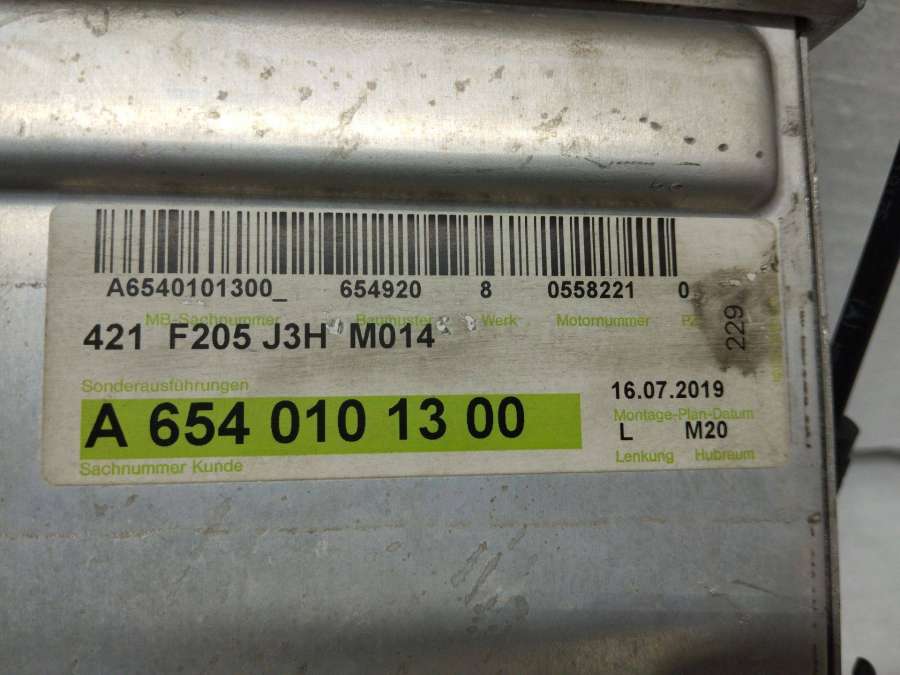 A6540101300_ 654920 8 0558221 0
MB-Sachnummer Baumuster Werk Motornummer
421 F205 J3H M014
229
Sonderausführungen
16.07.2019
Montage-Plan-Datum
A 654 010 13 00
L M20
Sachnummer Kunde
Lenkung Hubraum